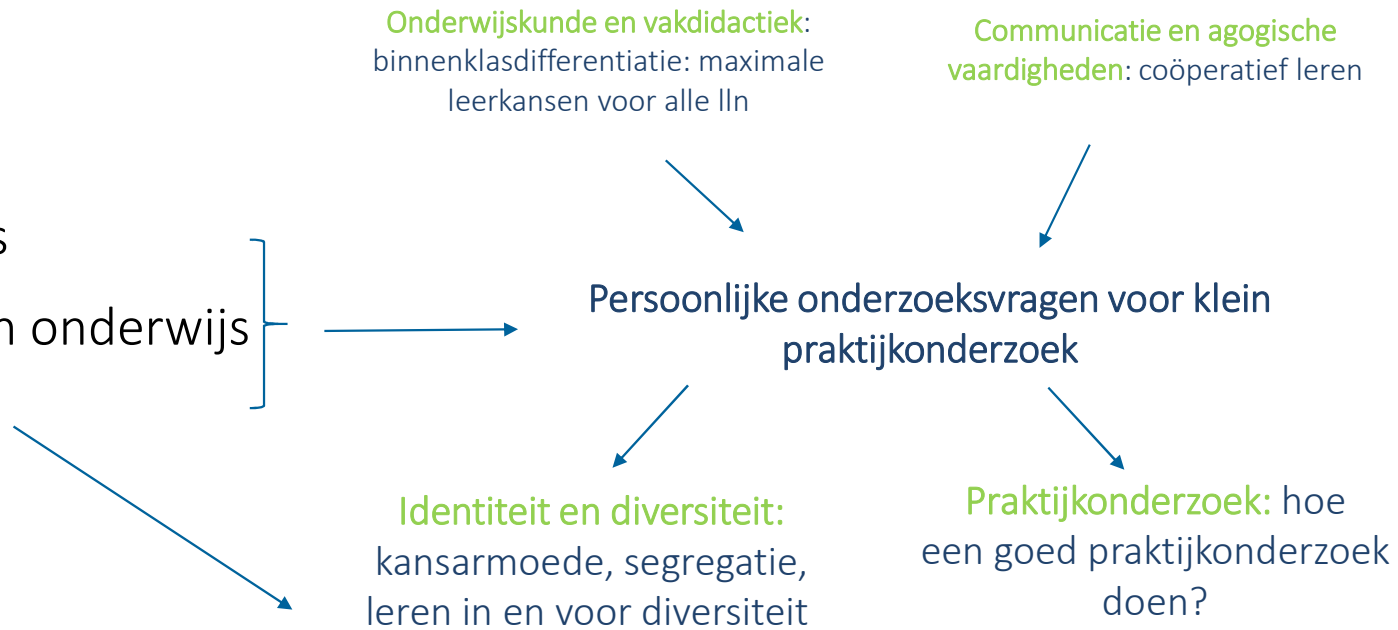 Onderwijskunde en vakdidactiek:
binnenklasdifferentiatie: maximale
leerkansen voor alle lln
Communicatie en agogische
vaardigheden: coöperatief leren
onderwijs
Persoonlijke onderzoeksvragen voor klein
praktijkonderzoek
Identiteit en diversiteit:
kansarmoede, segregatie,
leren in en voor diversiteit
Praktijkonderzoek: hoe
een goed praktijkonderzoek
doen?